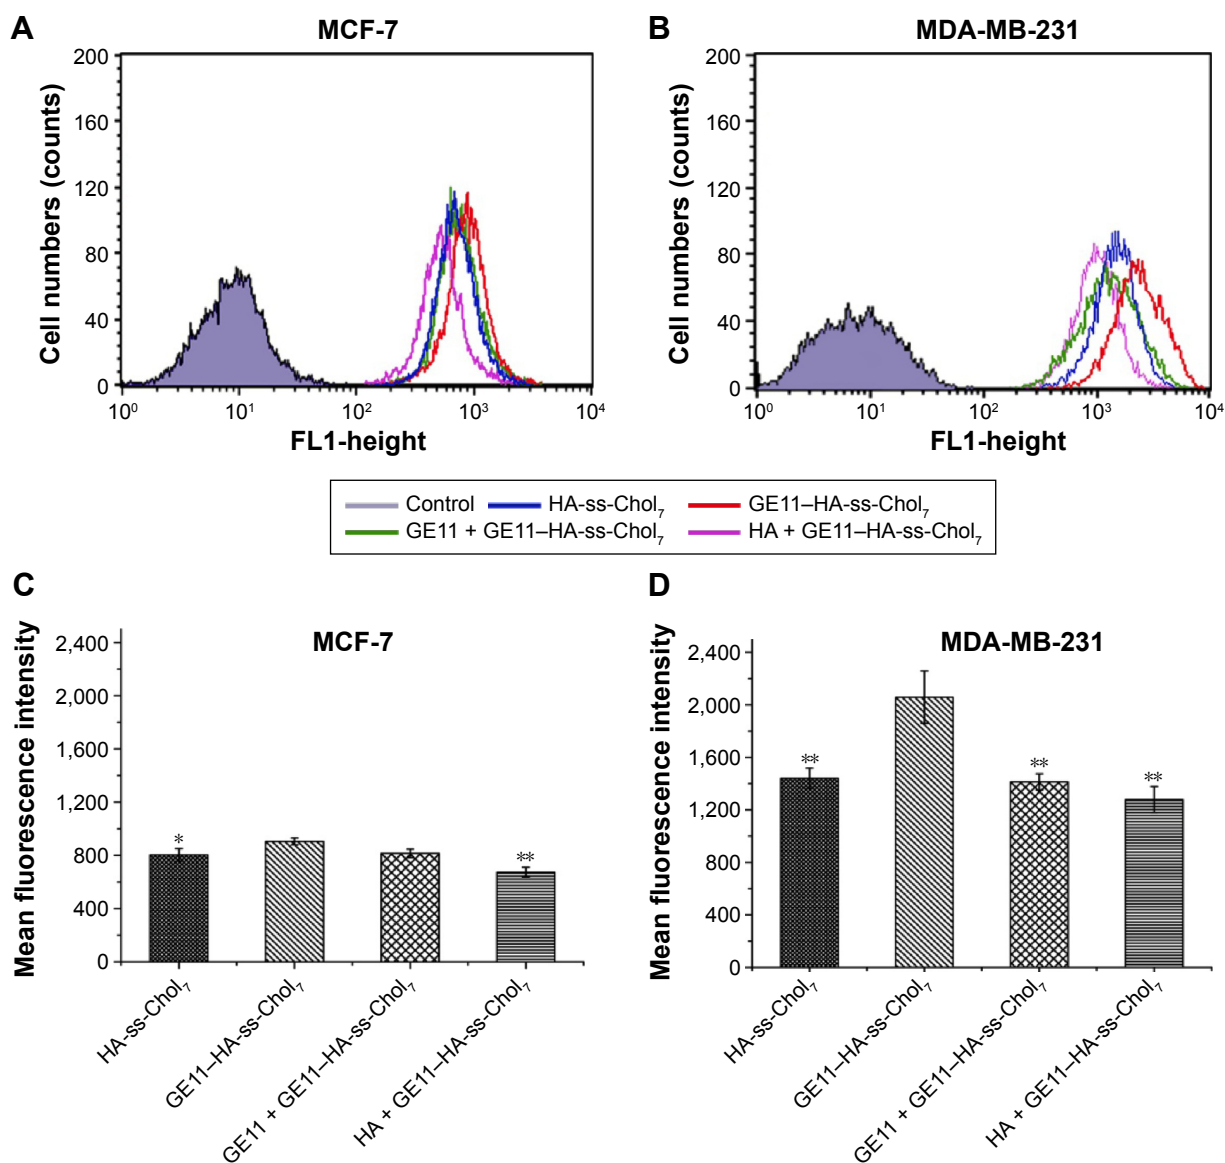 A
MCF-7
Cell numbers (counts)
200
160
120
80
40
0
10⁰ 10¹ 10² 10³ 10⁴
FL1-height
B
MDA-MB-231
Cell numbers (counts)
200
160
120
80
40
0
10⁰ 10¹ 10² 10³ 10⁴
FL1-height
Control HA-ss-Chol₇ GE11–HA-ss-Chol₇
GE11 + GE11–HA-ss-Chol₇ HA + GE11–HA-ss-Chol₇
C
MCF-7
Mean fluorescence intensity
2,400
2,000
1,600
1,200
800
400
0
*
**
HA-ss-Chol₇
GE11–HA-ss-Chol₇
GE11 + GE11–HA-ss-Chol₇
HA + GE11–HA-ss-Chol₇
D
MDA-MB-231
Mean fluorescence intensity
2,400
2,000
1,600
1,200
800
400
0
**
**
**
HA-ss-Chol₇
GE11–HA-ss-Chol₇
GE11 + GE11–HA-ss-Chol₇
HA + GE11–HA-ss-Chol₇